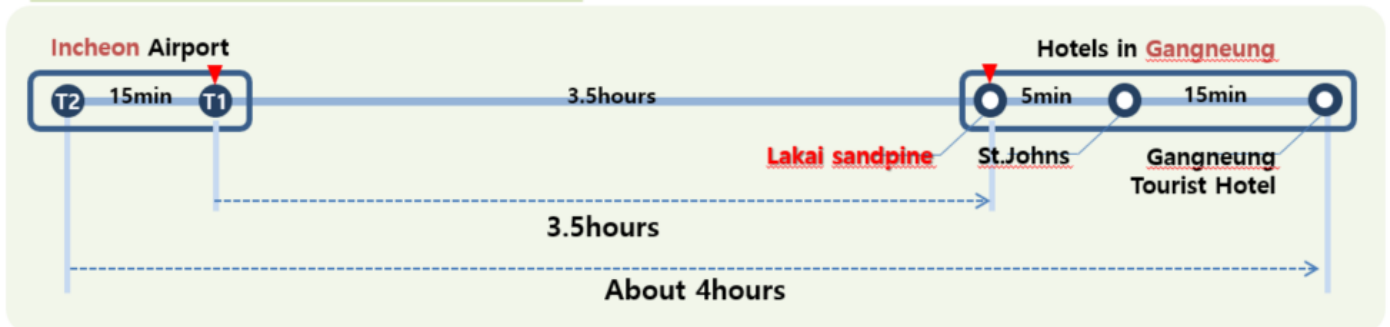 Incheon Airport
Hotels in Gangneung
T2 15min T1 3.5hours 5min 15min
Lakai sandpine St.Johns Gangneung
Tourist Hotel
3.5hours
About 4hours